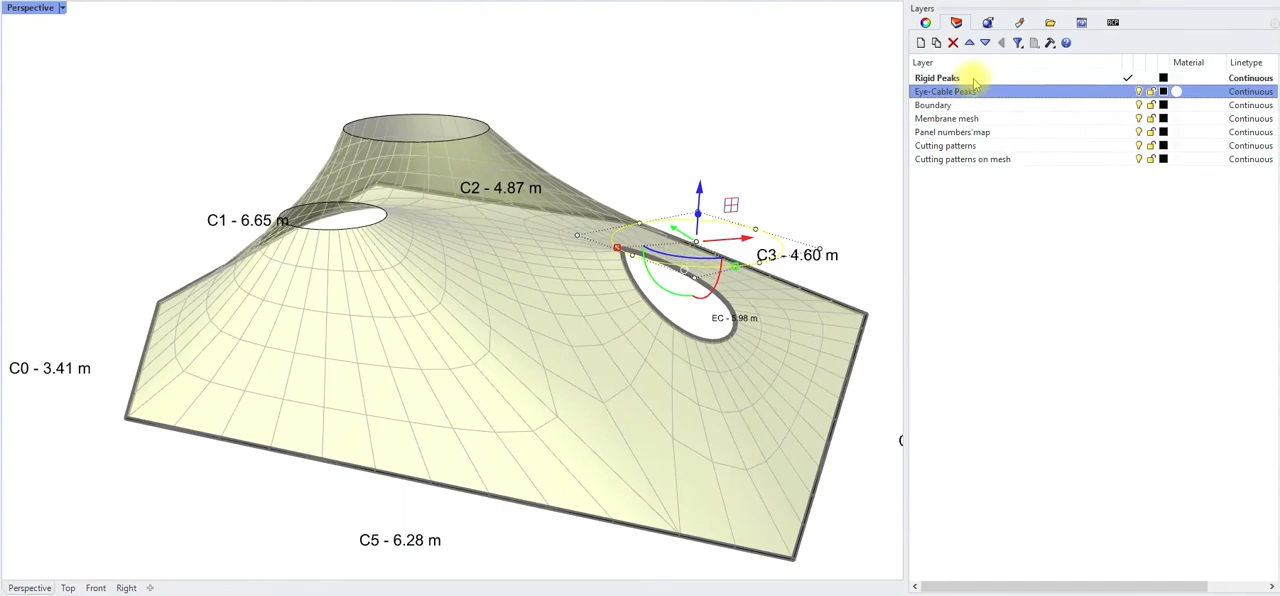 Perspective
Layers
Layer Material Linetype
Rigid Peaks Continuous
Eye-Cable Peaks Continuous
Boundary Continuous
Membrane mesh Continuous
Panel numbers'map Continuous
Cutting patterns Continuous
Cutting patterns on mesh Continuous
C2 - 4.87 m
C1 - 6.65 m
C3 - 4.60 m
EC - 5.98 m
C0 - 3.41 m
C
C5 - 6.28 m
Perspective Top Front Right